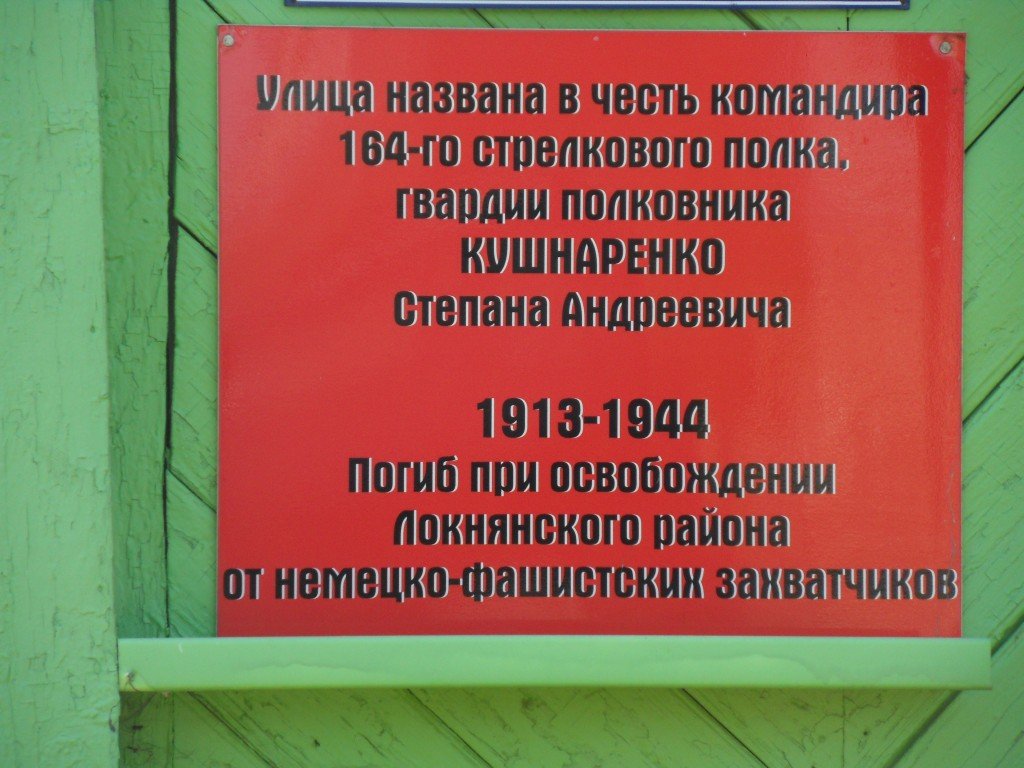 Улица названа в честь командира
164-го стрелкового полка,
гвардии полковника
КУШНАРЕНКО
Степана Андреевича
1913-1944
Погиб при освобождении
Локнянского района
от немецко-фашистских захватчиков